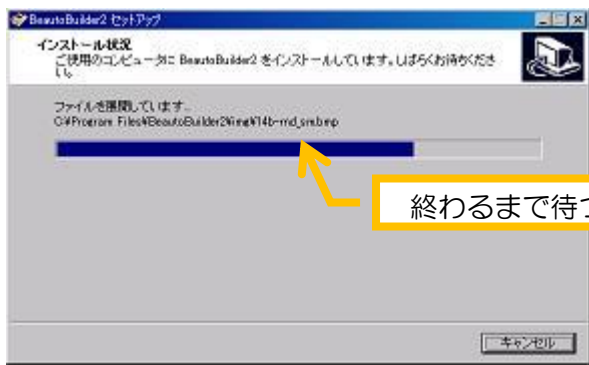 BeautoBuilder2 セットアップ
インストール状況
ご使用のコンピュータに BeautoBuilder2 をインストールしています。しばらくお待ちくださ
い。
ファイルを展開しています...
C:¥Program Files¥BeautoBuilder2¥img¥14b-rnd_sm.bmp
終わるまで待つ
キャンセル